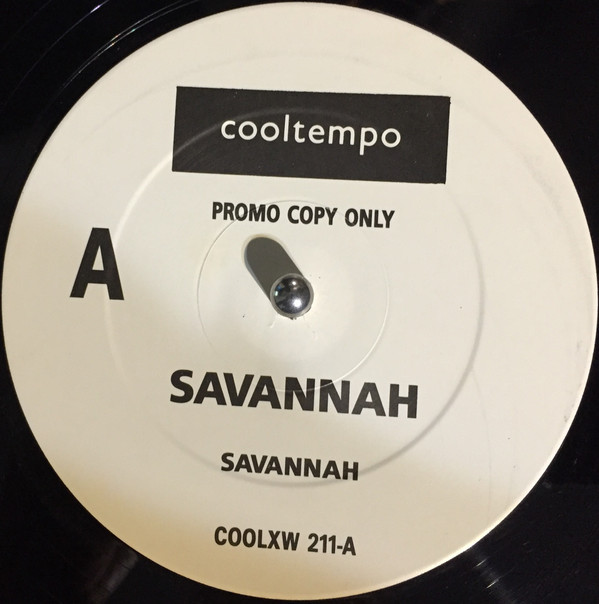 cooltempo
PROMO COPY ONLY
A
SAVANNAH
SAVANNAH
COOLXW 211-A